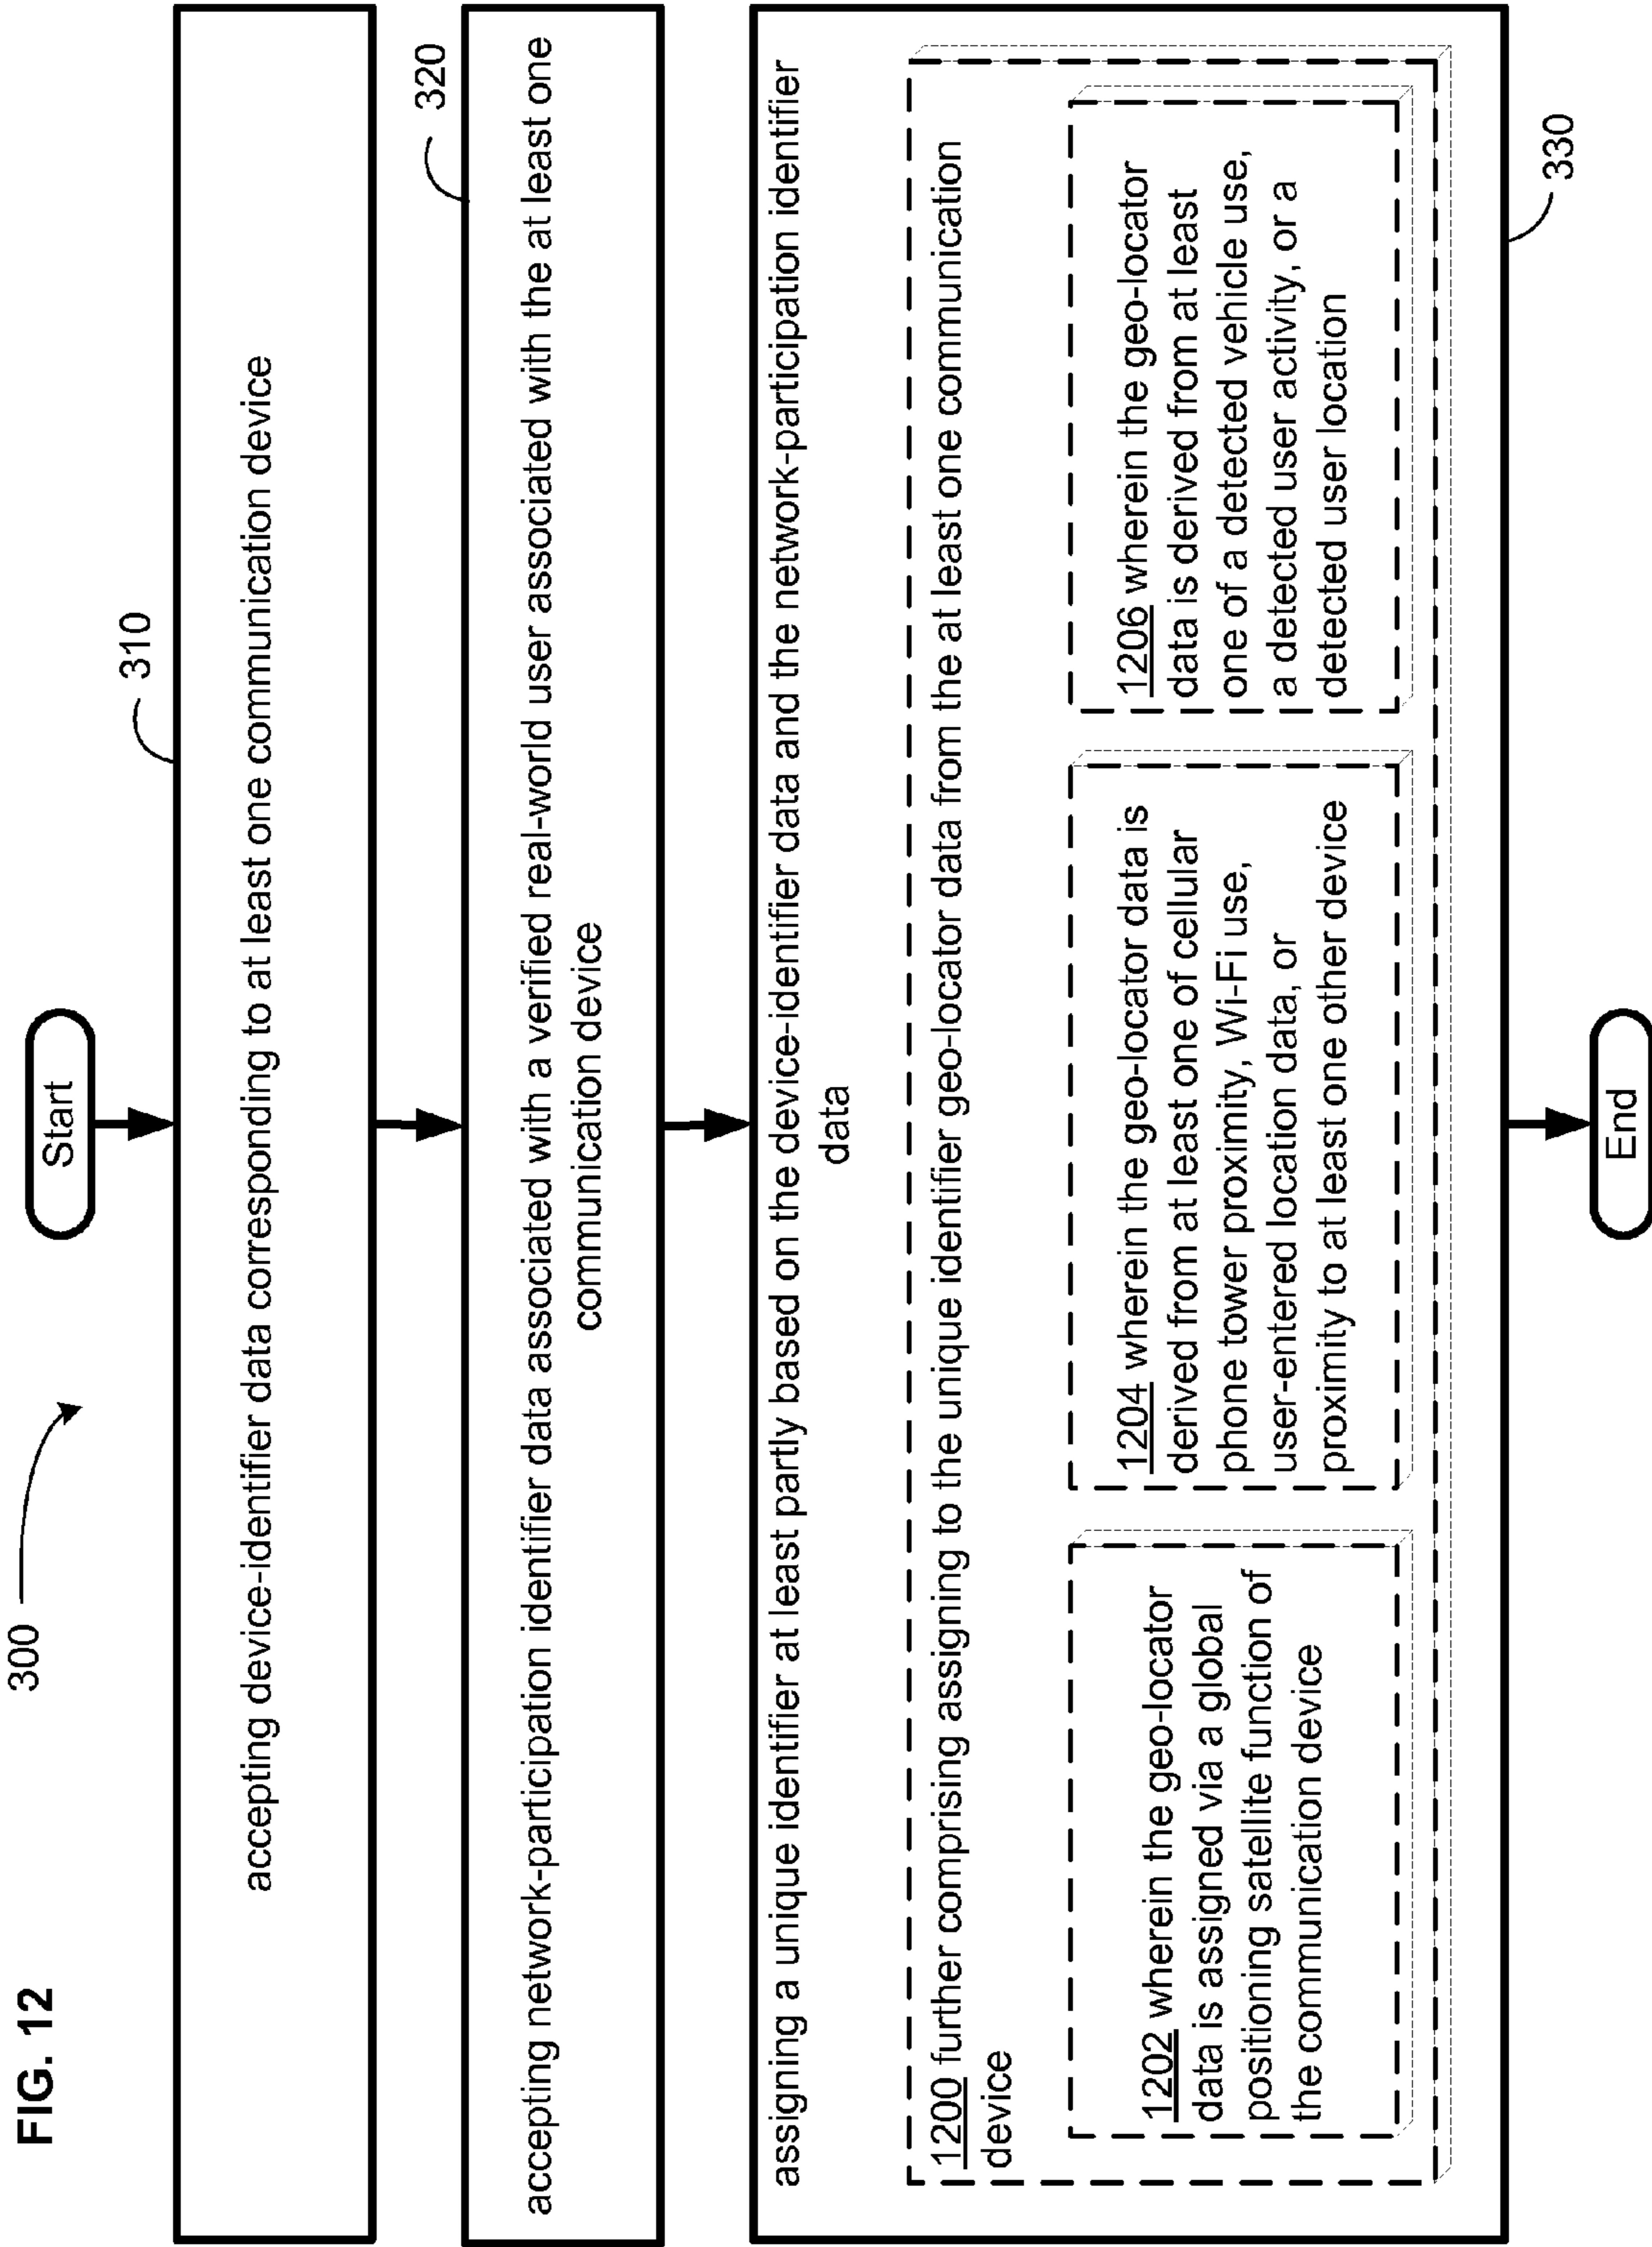 FIG. 12
300
Start
310
accepting device-identifier data corresponding to at least one communication device
320
accepting network-participation identifier data associated with a verified real-world user associated with the at least one
communication device
assigning a unique identifier at least partly based on the device-identifier data and the network-participation identifier
data
1200 further comprising assigning to the unique identifier geo-locator data from the at least one communication
device
1202 wherein the geo-locator
data is assigned via a global
positioning satellite function of
the communication device
1204 wherein the geo-locator data is
derived from at least one of cellular
phone tower proximity, Wi-Fi use,
user-entered location data, or
proximity to at least one other device
1206 wherein the geo-locator
data is derived from at least
one of a detected vehicle use,
a detected user activity, or a
detected user location
330
End